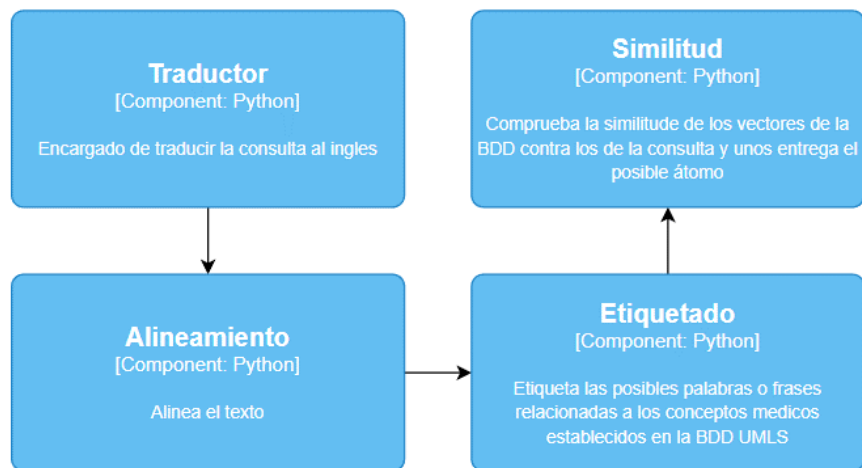 Traductor
[Component: Python]
Encargado de traducir la consulta al ingles
Similitud
[Component: Python]
Comprueba la similitude de los vectores de la
BDD contra los de la consulta y unos entrega el
posible átomo
Alineamiento
[Component: Python]
Alinea el texto
Etiquetado
[Component: Python]
Etiqueta las posibles palabras o frases
relacionadas a los conceptos medicos
establecidos en la BDD UMLS